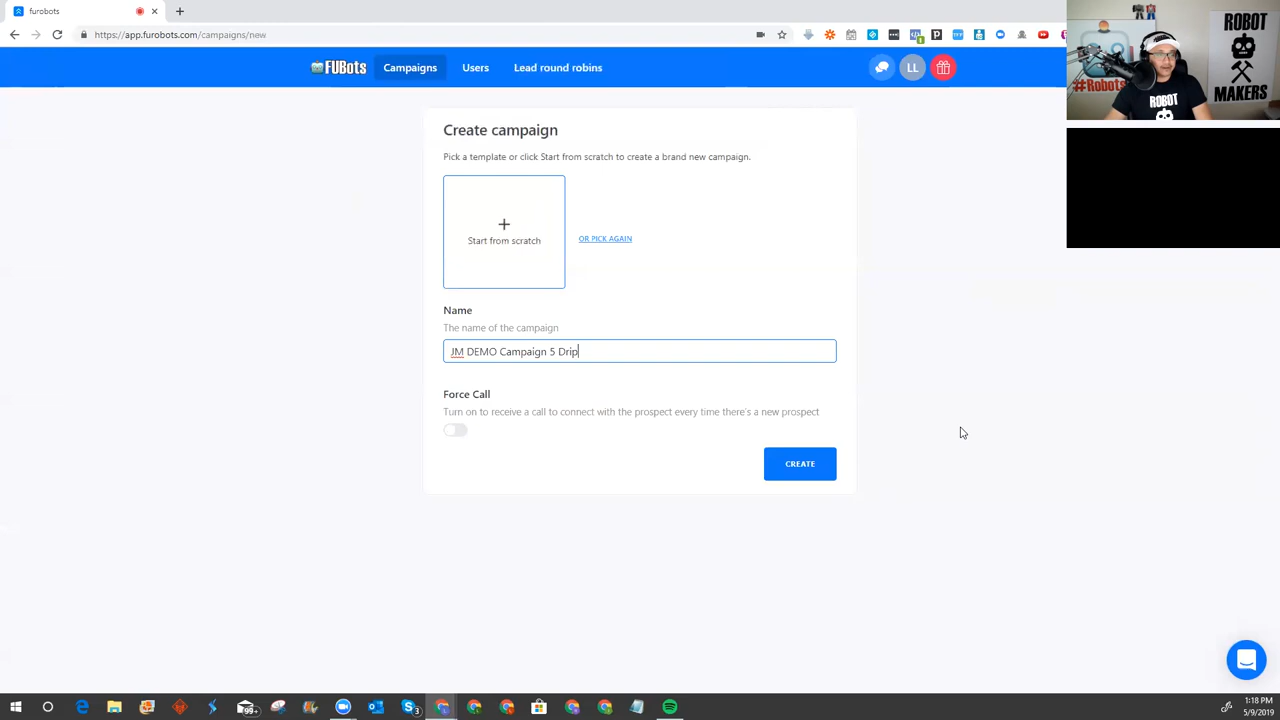 furobots
https://app.furobots.com/campaigns/new
FUBots
Campaigns
Users
Lead round robins
LL
Create campaign
Pick a template or click Start from scratch to create a brand new campaign.
Start from scratch
OR PICK AGAIN
Name
The name of the campaign
JM DEMO Campaign 5 Drip
Force Call
Turn on to receive a call to connect with the prospect every time there's a new prospect
CREATE
#Robots
ROBOT
ROBOT
MAKERS
99+
3
1:18 PM
5/9/2019